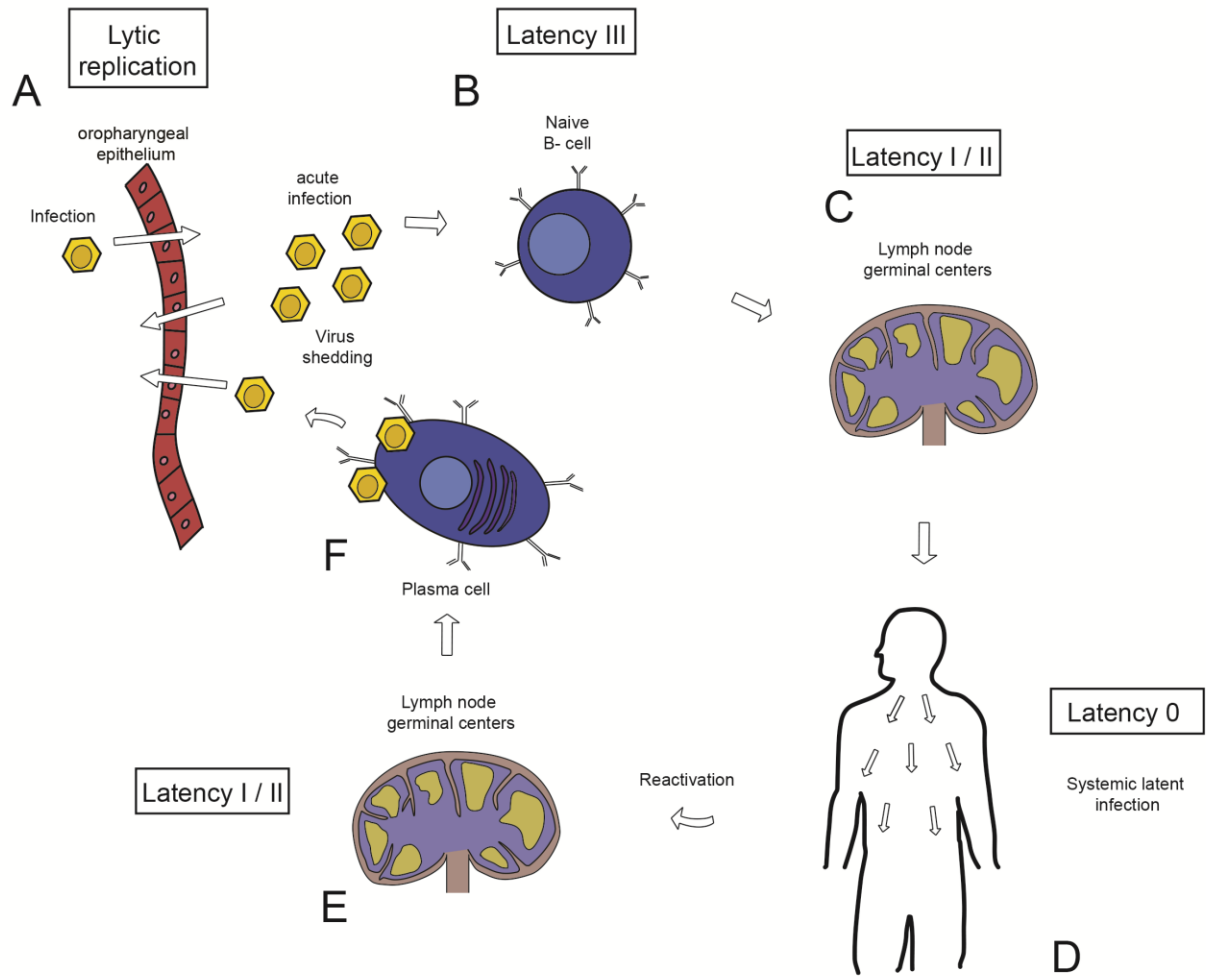 Lytic
replication
A
oropharyngeal
epithelium
Infection
acute
infection
Virus
shedding
Latency III
B
Naive
B- cell
Latency I / II
C
Lymph node
germinal centers
Latency 0
Systemic latent
infection
D
Reactivation
Lymph node
germinal centers
Latency I / II
E
F
Plasma cell